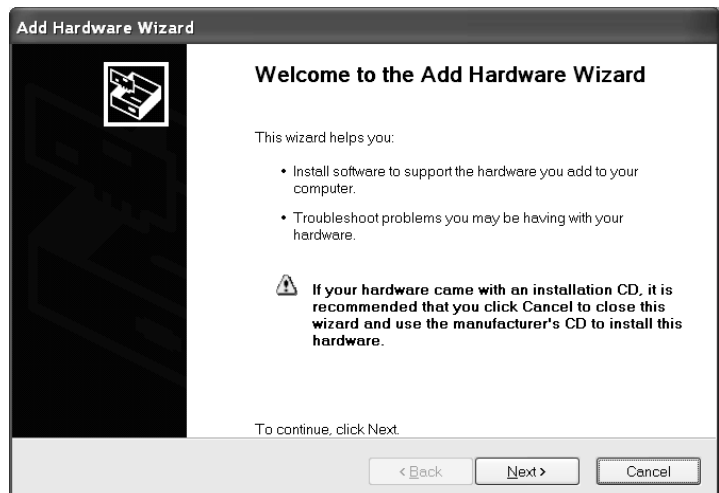 Add Hardware Wizard
Welcome to the Add Hardware Wizard
This wizard helps you:
• Install software to support the hardware you add to your
computer.
• Troubleshoot problems you may be having with your
hardware.
If your hardware came with an installation CD, it is
recommended that you click Cancel to close this
wizard and use the manufacturer's CD to install this
hardware.
To continue, click Next.
< Back Next > Cancel